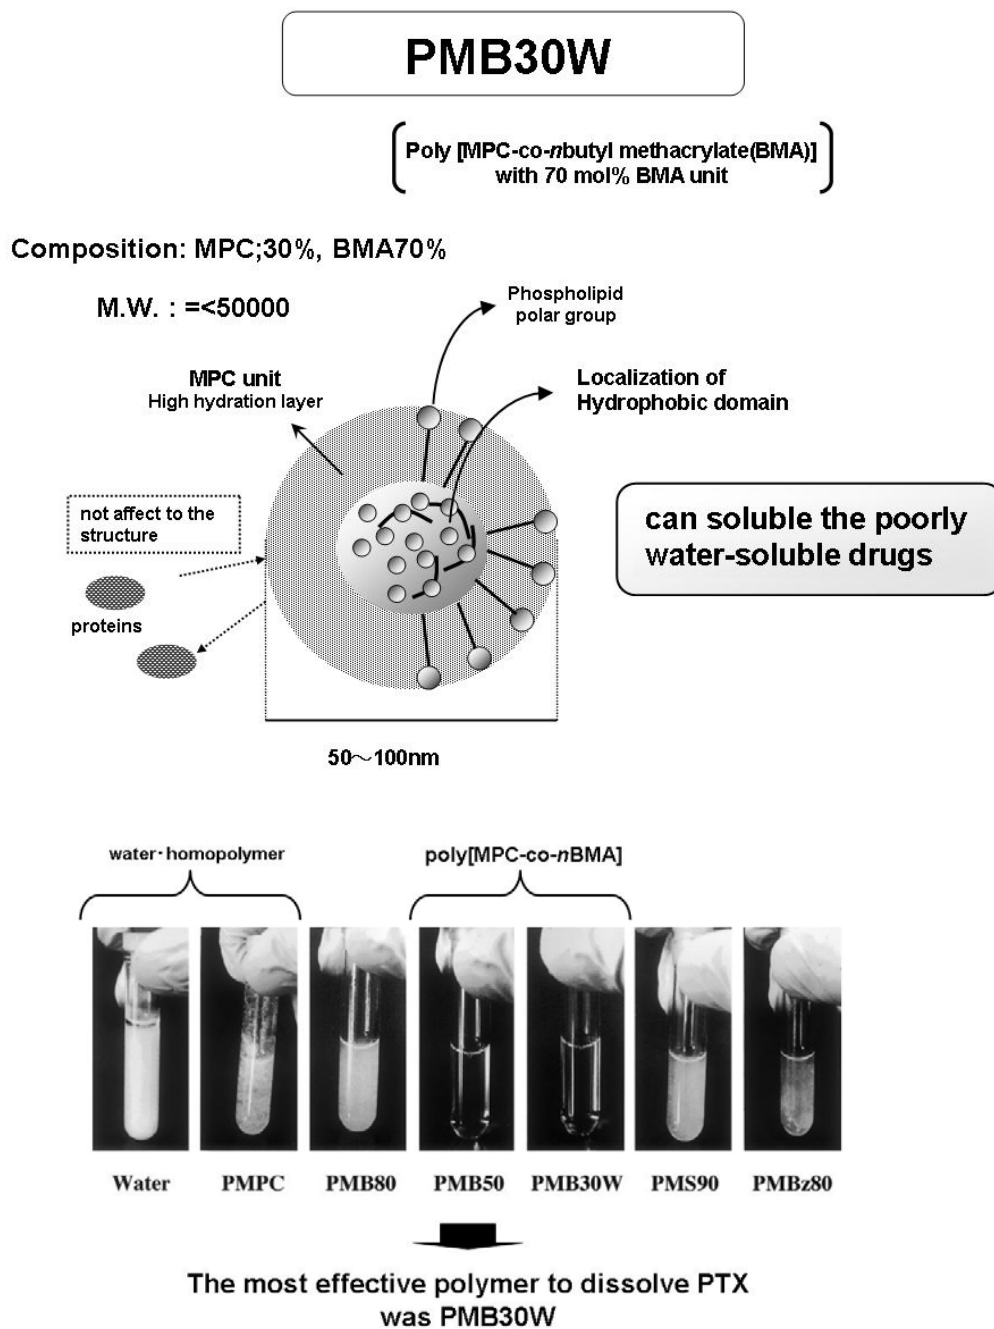 PMB30W
Poly [MPC-co-nbutyl methacrylate(BMA)]
with 70 mol% BMA unit
Composition: MPC;30%, BMA70%
M.W. : =<50000
Phospholipid
polar group
MPC unit
High hydration layer
Localization of
Hydrophobic domain
not affect to the
structure
can soluble the poorly
water-soluble drugs
proteins
50～100nm
water·homopolymer
poly[MPC-co-nBMA]
Water PMPC PMB80 PMB50 PMB30W PMS90 PMBz80
The most effective polymer to dissolve PTX
was PMB30W